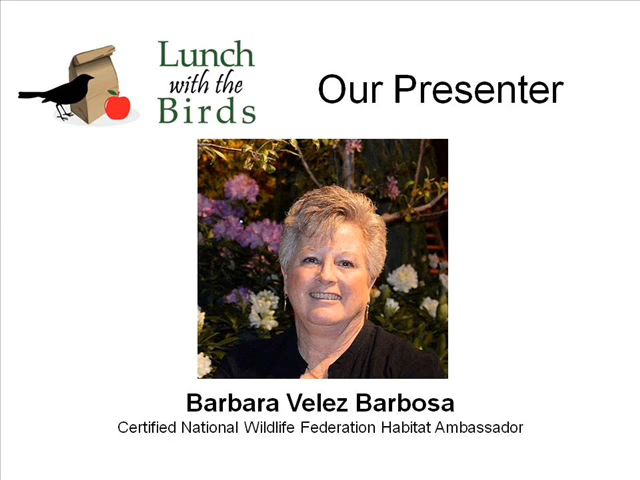 Lunch
with the
Birds
Our Presenter
Barbara Velez Barbosa
Certified National Wildlife Federation Habitat Ambassador